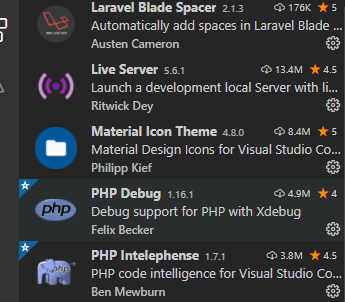 Laravel Blade Spacer 2.1.3 176K 5
Automatically add spaces in Laravel Blade ...
Austen Cameron
Live Server 5.6.1 13.4M 4.5
Launch a development local Server with li...
Ritwick Dey
Material Icon Theme 4.8.0 8.4M 5
Material Design Icons for Visual Studio Co...
Philipp Kief
php
PHP Debug 1.16.1 4.9M 4
Debug support for PHP with Xdebug
Felix Becker
php
PHP Intelephense 1.7.1 3.8M 4.5
PHP code intelligence for Visual Studio Co...
Ben Mewburn